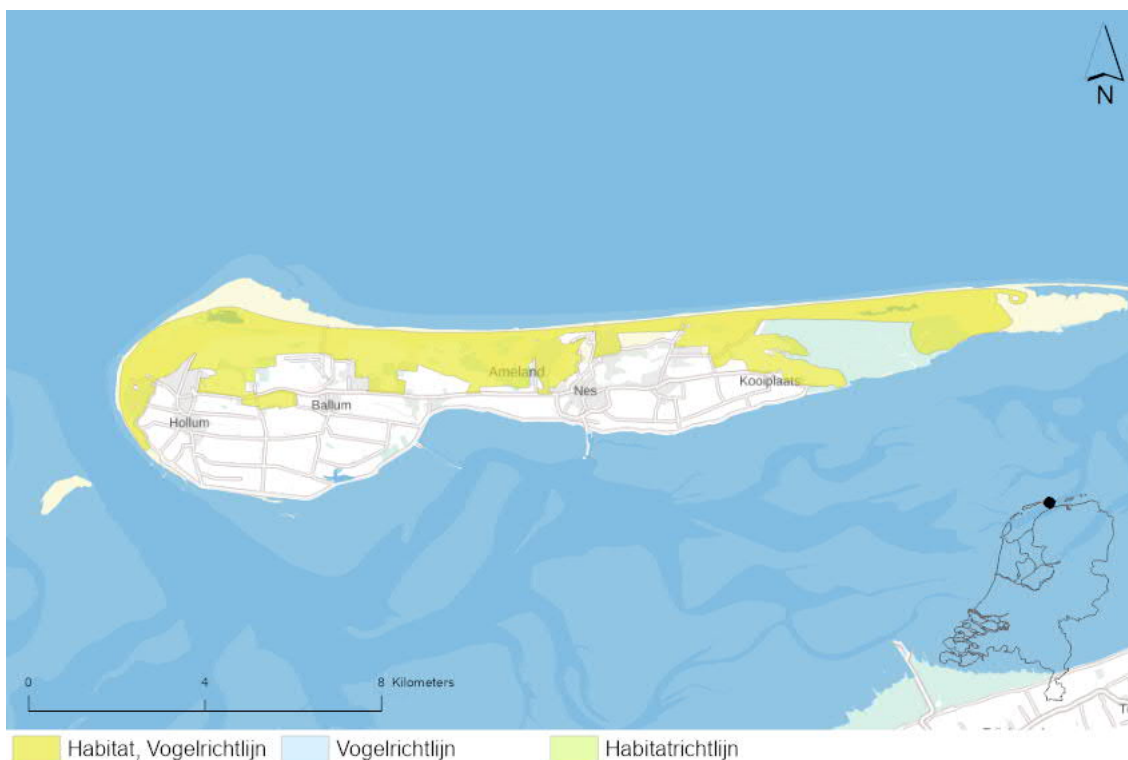 N
Ameland
Nes
Kooiplaats
Ballum
Hollum
0 4 8 Kilometers
Habitat, Vogelrichtlijn Vogelrichtlijn Habitatrichtlijn